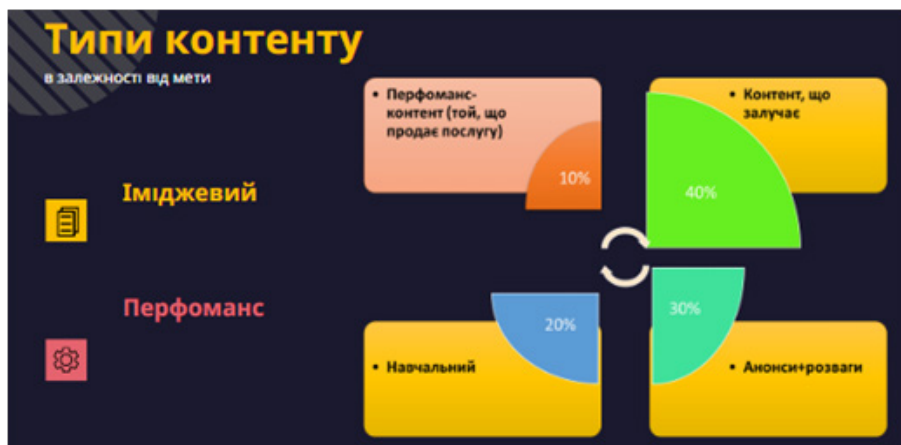 Типи контенту
в залежності від мети
Іміджевий
Перфоманс
• Перфоманс-
контент (той, що
продає послугу)
10%
• Контент, що
залучає
40%
20%
• Навчальний
30%
• Анонси+розваги